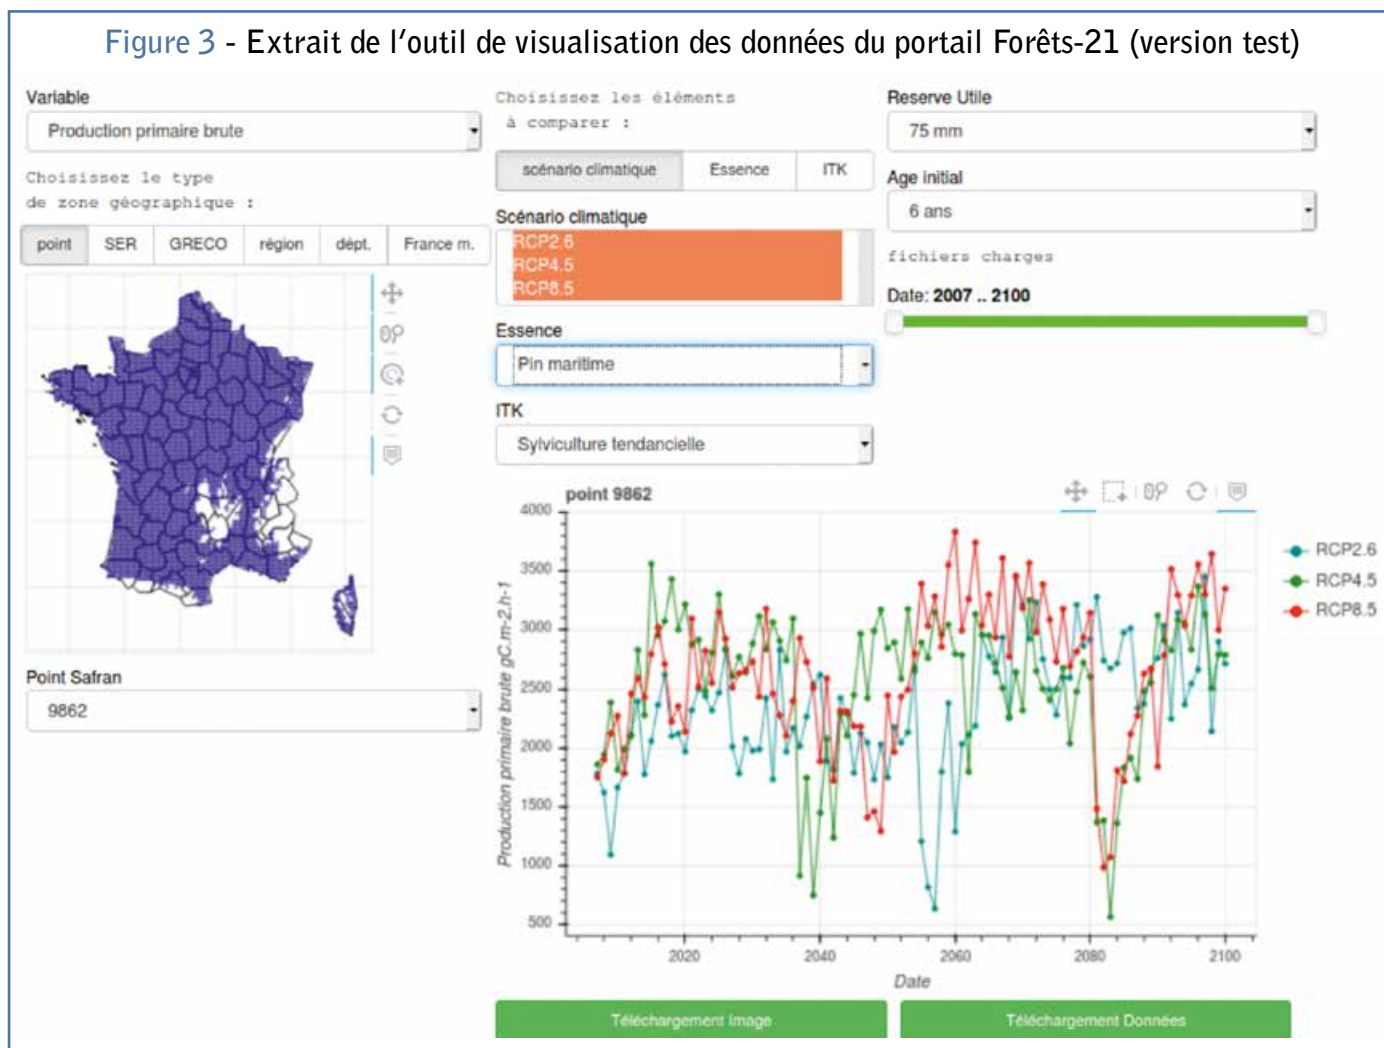 Figure 3 - Extrait de l'outil de visualisation des données du portail Forêts-21 (version test)
Variable
Production primaire brute
Choisissez le type
de zone géographique :
point SER GRECO région dépt. France m.
Point Safran
9862
Choisissez les éléments
à comparer :
scénario climatique Essence ITK
Scénario climatique
RCP2.6
RCP4.5
RCP8.5
Essence
Pin maritime
ITK
Sylviculture tendancielle
Reserve Utile
75 mm
Age initial
6 ans
fichiers charges
Date: 2007 .. 2100
point 9862
4000
3500
3000
2500
2000
1500
1000
500
Production primaire brute gC.m-2.h-1
2020 2040 2060 2080 2100
Date
RCP2.6
RCP4.5
RCP8.5
Téléchargement Image
Téléchargement Données